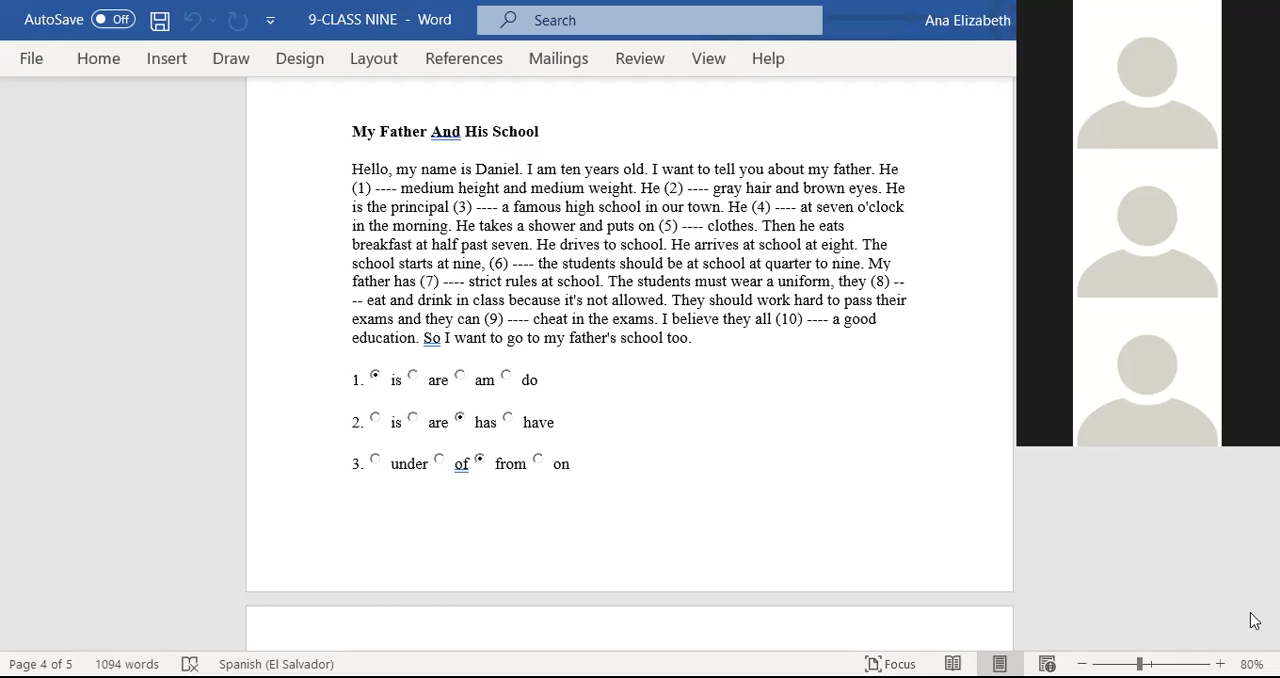 AutoSave Off 9-CLASS NINE - Word Search Ana Elizabeth
File Home Insert Draw Design Layout References Mailings Review View Help
My Father And His School
Hello, my name is Daniel. I am ten years old. I want to tell you about my father. He
(1) ---- medium height and medium weight. He (2) ---- gray hair and brown eyes. He
is the principal (3) ---- a famous high school in our town. He (4) ---- at seven o'clock
in the morning. He takes a shower and puts on (5) ---- clothes. Then he eats
breakfast at half past seven. He drives to school. He arrives at school at eight. The
school starts at nine, (6) ---- the students should be at school at quarter to nine. My
father has (7) ---- strict rules at school. The students must wear a uniform, they (8) --
-- eat and drink in class because it's not allowed. They should work hard to pass their
exams and they can (9) ---- cheat in the exams. I believe they all (10) ---- a good
education. So I want to go to my father's school too.
1. is are am do
2. is are has have
3. under of from on
Page 4 of 5 1094 words Spanish (El Salvador) Focus 80%